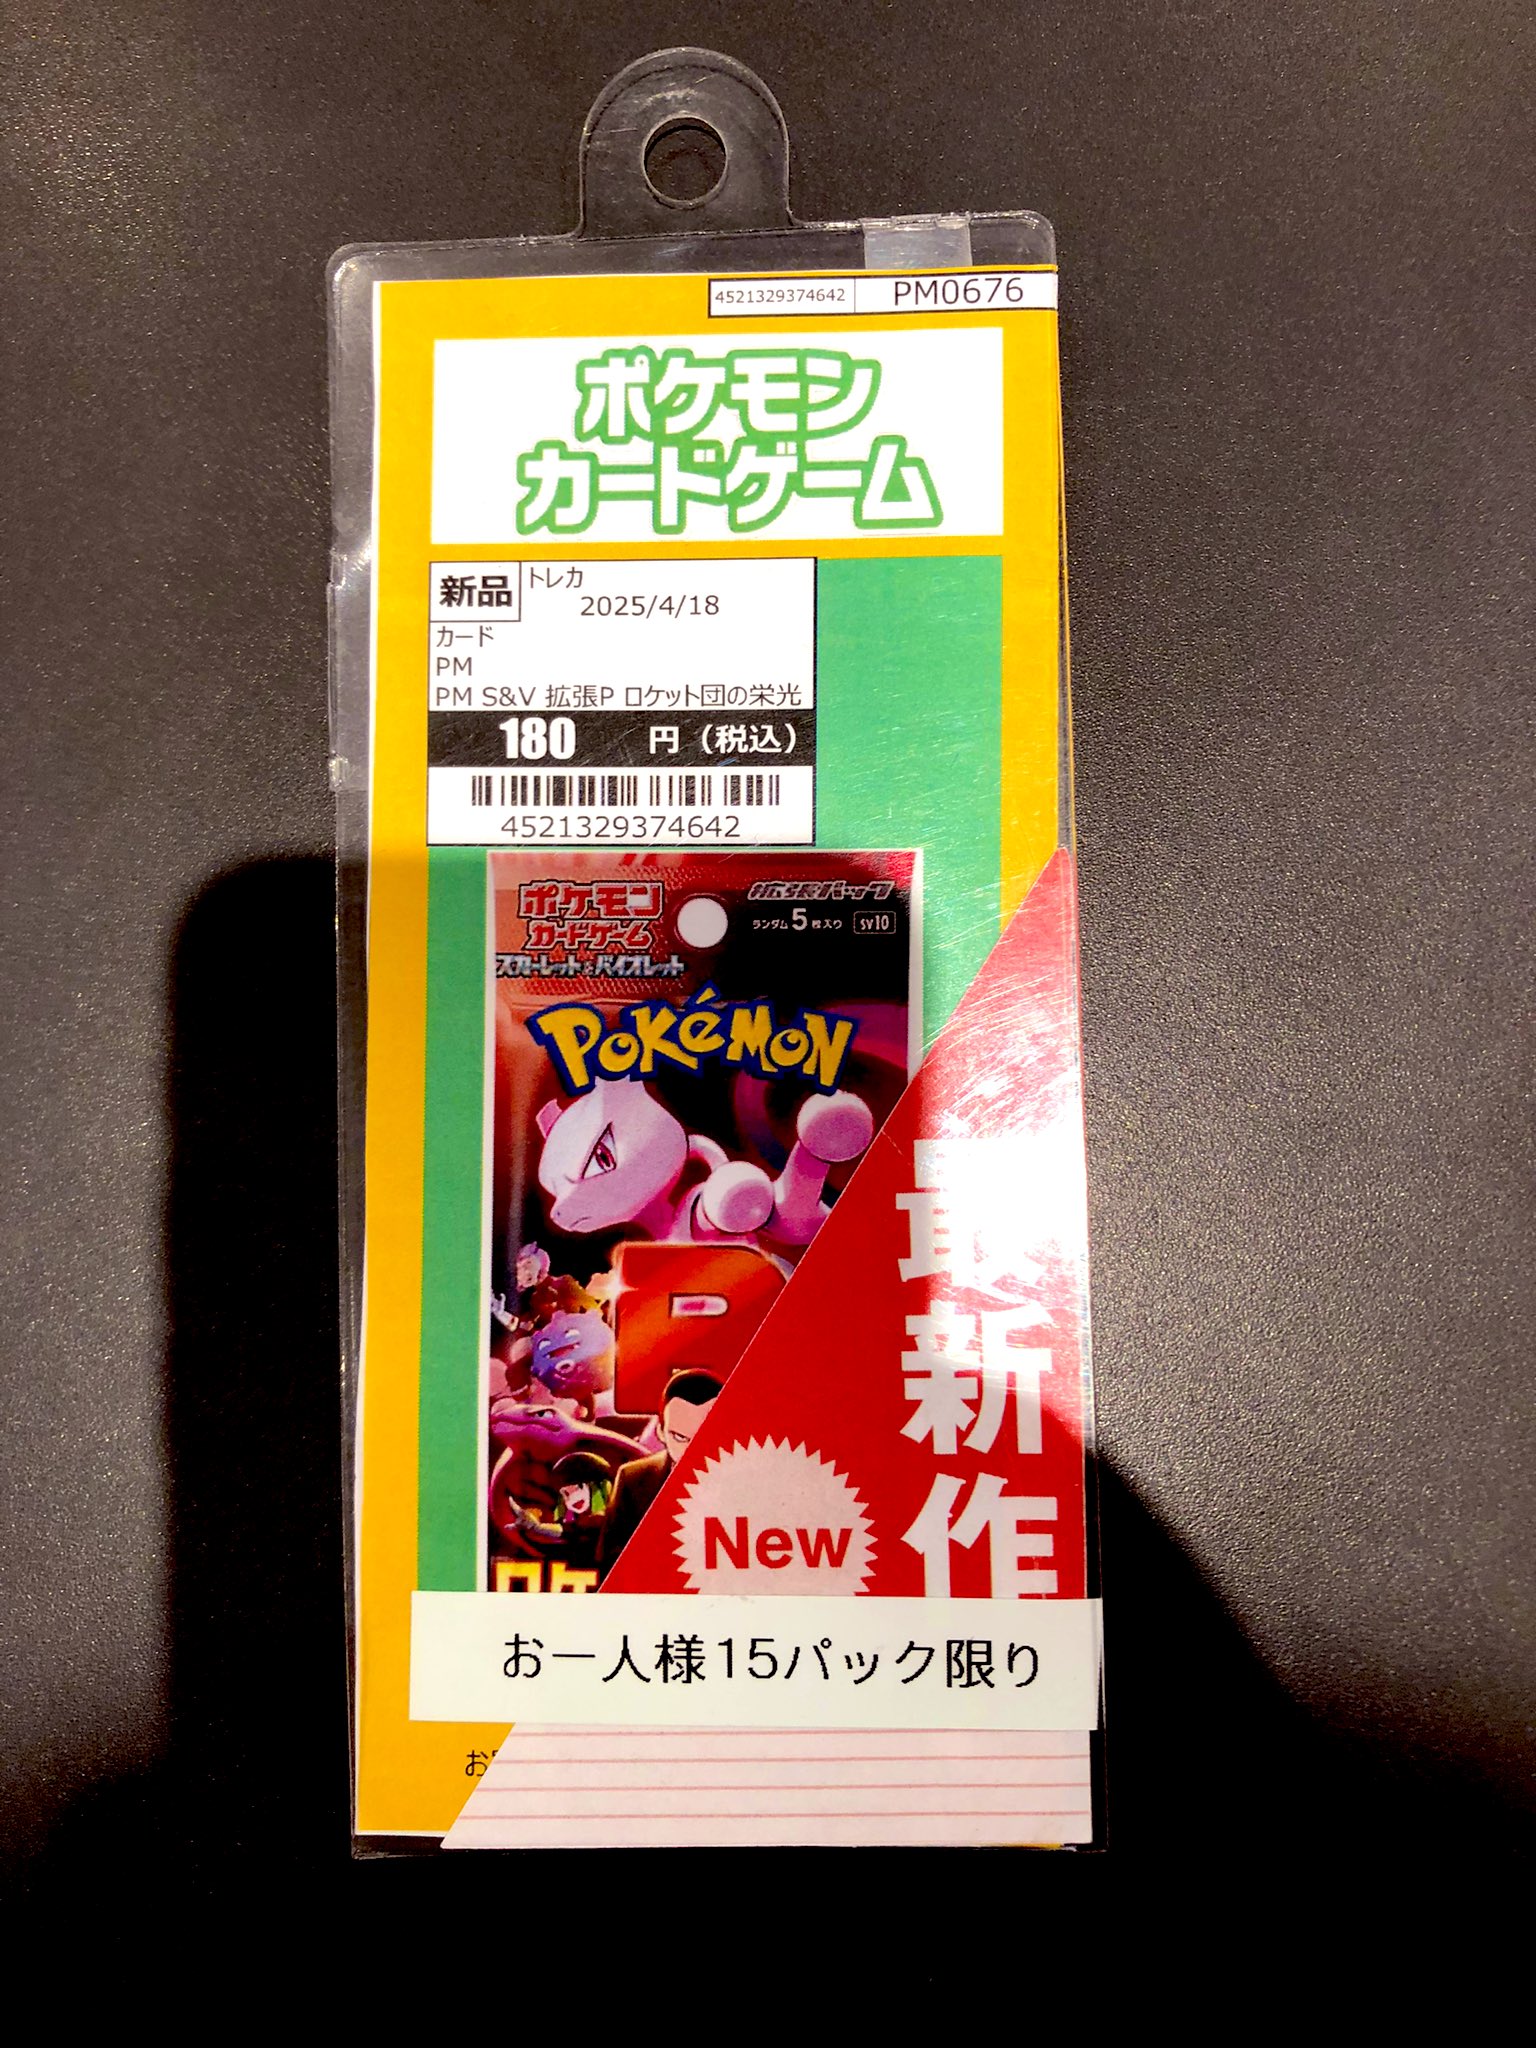 4521329374642 PM0676
ポケモン
カードゲーム
新品 トレカ
2025/4/18
カード
PM
PM S&V 拡張P ロケット団の栄光
180 円（税込）
4521329374642
ポケモン
カードゲーム
スカーレット&バイオレット
拡張パック
ランダム5枚入り sv10
POKéMON
R
最新作
New
ロケ
お一人様15パック限り
お